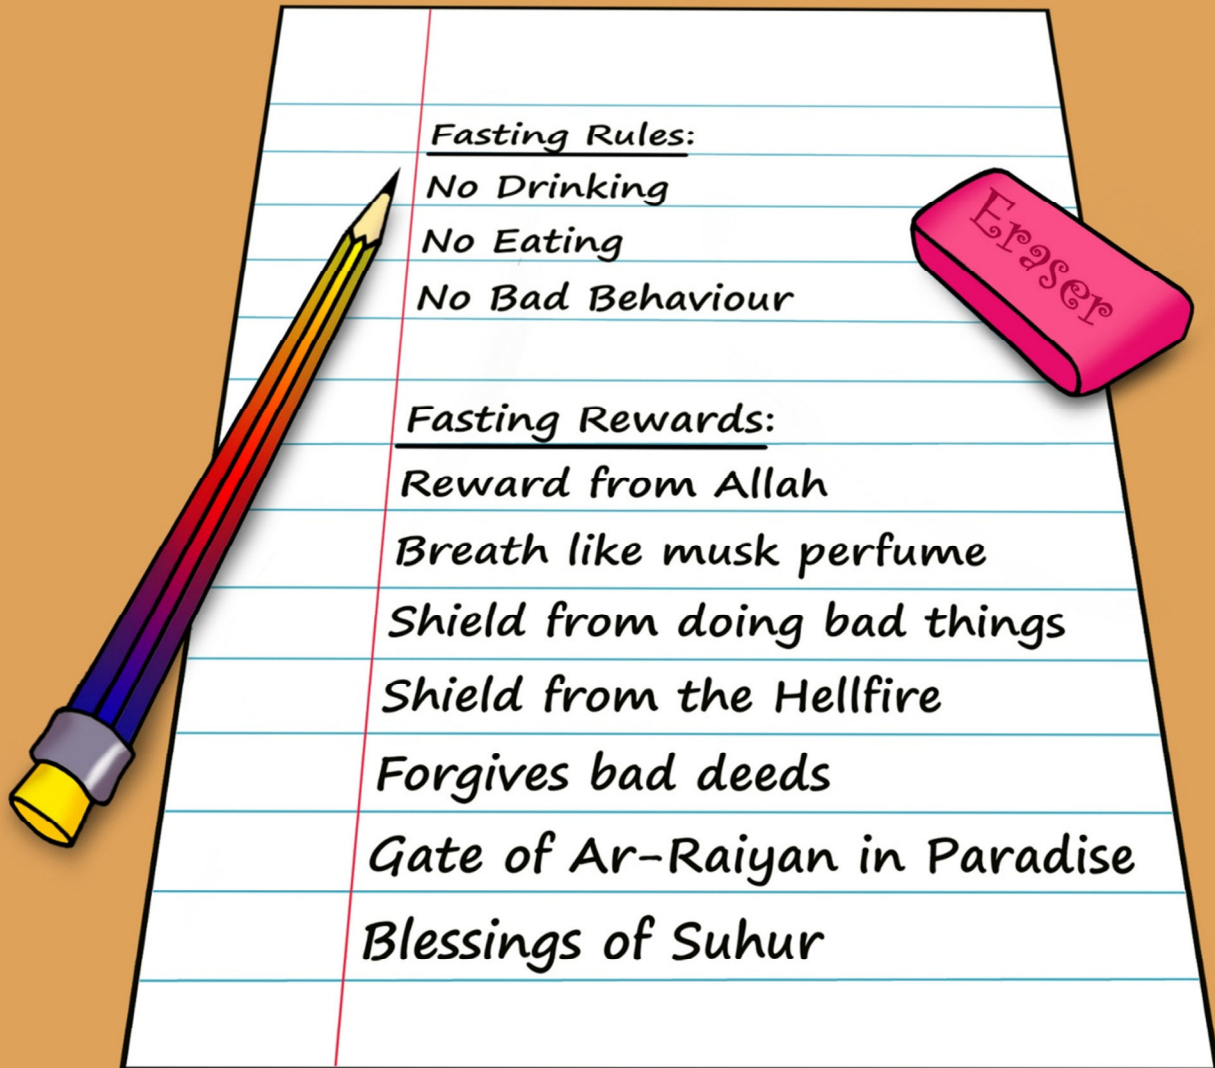 Fasting Rules:
No Drinking
No Eating
No Bad Behaviour
Eraser
Fasting Rewards:
Reward from Allah
Breath like musk perfume
Shield from doing bad things
Shield from the Hellfire
Forgives bad deeds
Gate of Ar-Raiyan in Paradise
Blessings of Suhur